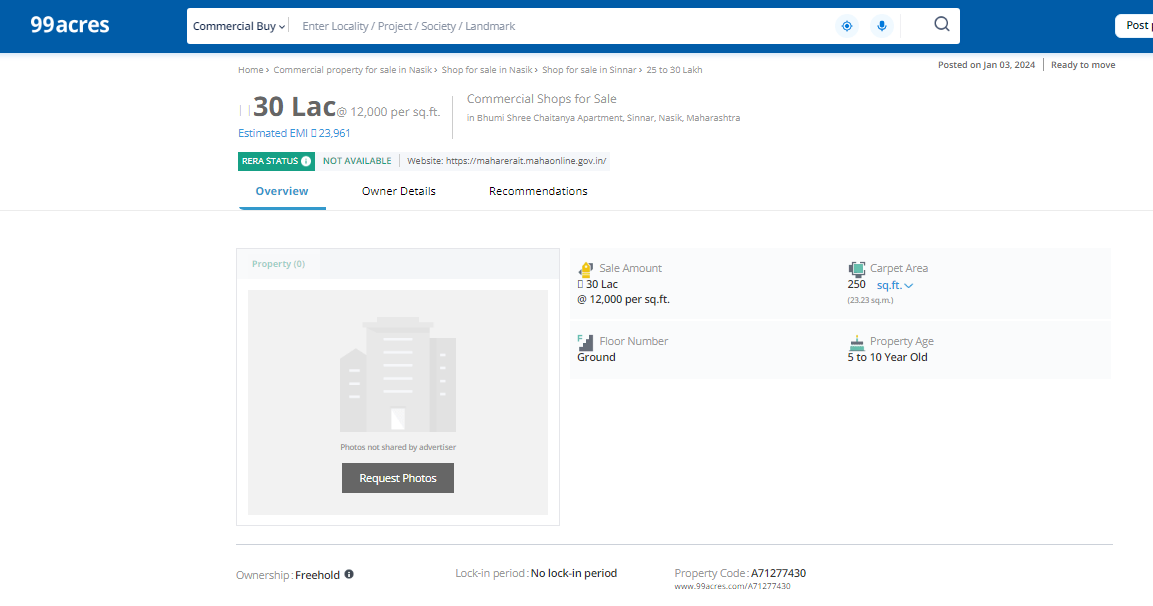 99acres
Commercial Buy
Enter Locality / Project / Society / Landmark
Post
Home › Commercial property for sale in Nasik › Shop for sale in Nasik › Shop for sale in Sinnar › 25 to 30 Lakh
Posted on Jan 03, 2024 | Ready to move
30 Lac @ 12,000 per sq.ft.
Estimated EMI 23,961
Commercial Shops for Sale
in Bhumi Shree Chaitanya Apartment, Sinnar, Nasik, Maharashtra
RERA STATUS NOT AVAILABLE | Website: https://maharerait.mahaonline.gov.in/
Overview
Owner Details
Recommendations
Property (0)
Photos not shared by advertiser
Request Photos
Sale Amount
30 Lac
@ 12,000 per sq.ft.
Carpet Area
250 sq.ft.
(23.23 sq.m.)
Floor Number
Ground
Property Age
5 to 10 Year Old
Ownership : Freehold
Lock-in period : No lock-in period
Property Code : A71277430
www.99acres.com/A71277430